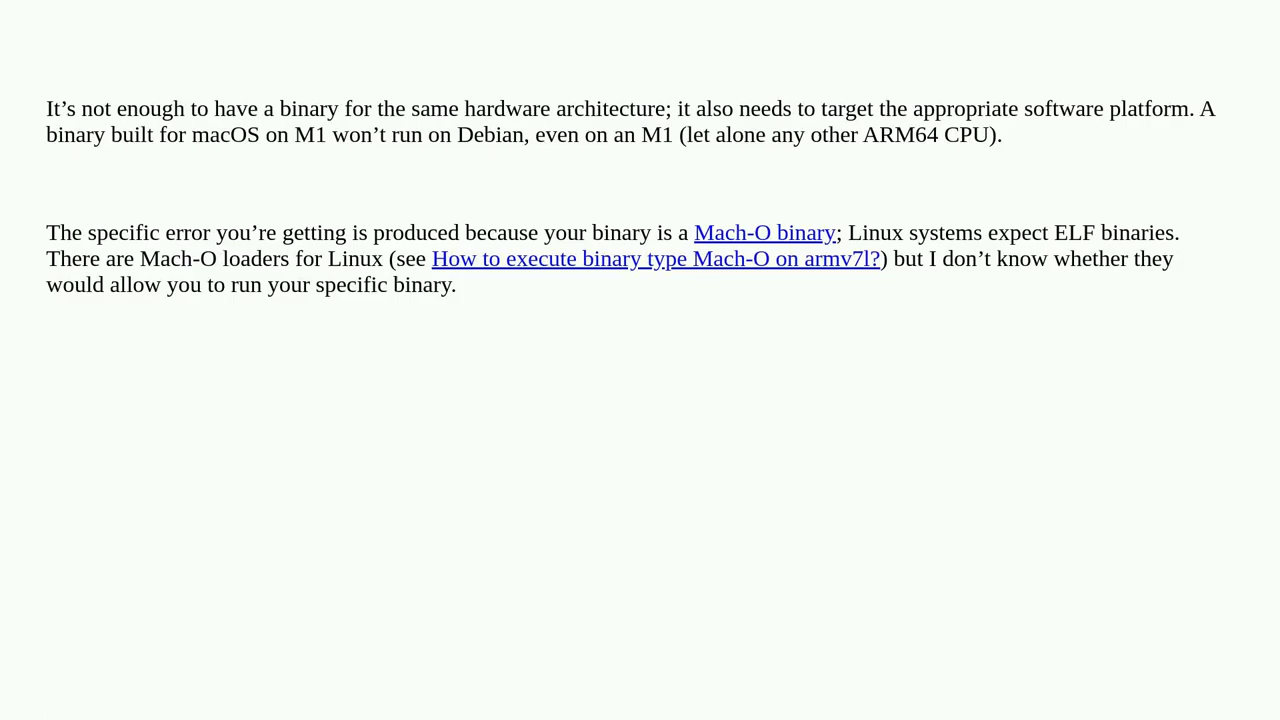 It’s not enough to have a binary for the same hardware architecture; it also needs to target the appropriate software platform. A
binary built for macOS on M1 won’t run on Debian, even on an M1 (let alone any other ARM64 CPU).
The specific error you’re getting is produced because your binary is a Mach-O binary; Linux systems expect ELF binaries.
There are Mach-O loaders for Linux (see How to execute binary type Mach-O on armv7l?) but I don’t know whether they
would allow you to run your specific binary.